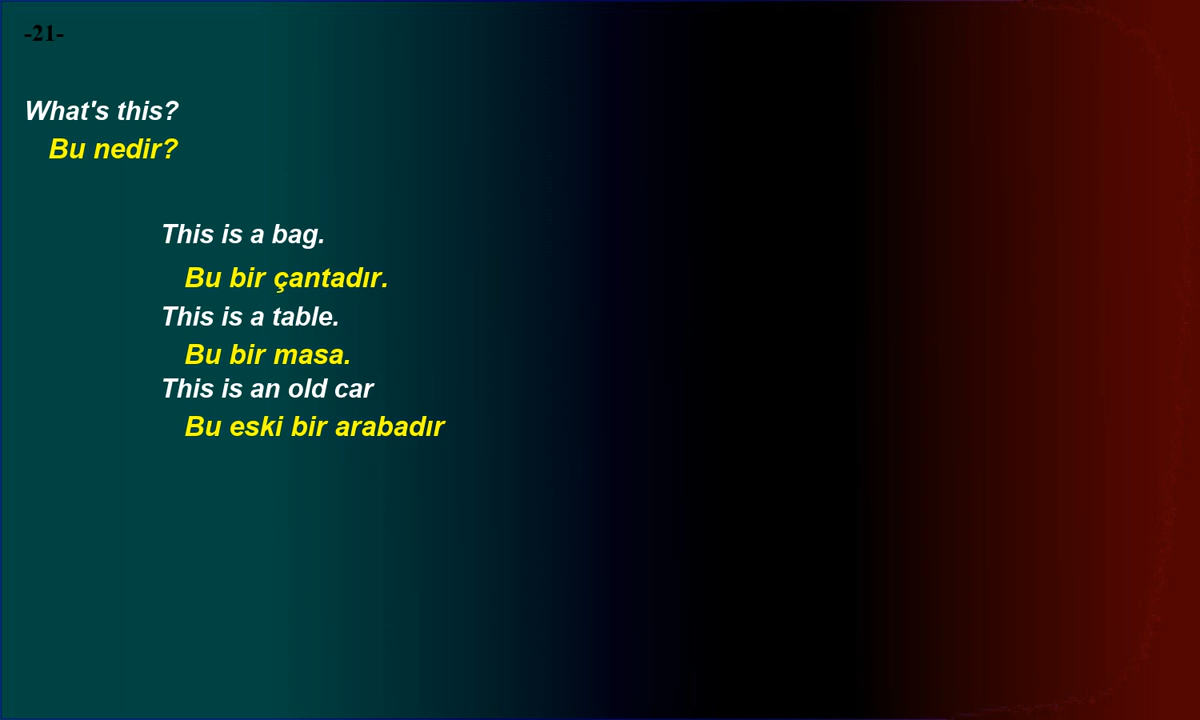 -21-
What's this?
Bu nedir?
This is a bag.
Bu bir çantadır.
This is a table.
Bu bir masa.
This is an old car
Bu eski bir arabadır